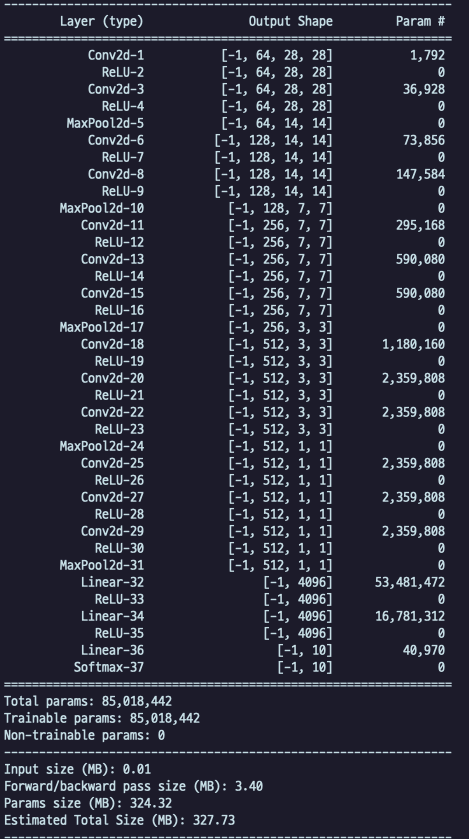 ----------------------------------------------------------------
Layer (type) Output Shape Param #
================================================================
Conv2d-1 [-1, 64, 28, 28] 1,792
ReLU-2 [-1, 64, 28, 28] 0
Conv2d-3 [-1, 64, 28, 28] 36,928
ReLU-4 [-1, 64, 28, 28] 0
MaxPool2d-5 [-1, 64, 14, 14] 0
Conv2d-6 [-1, 128, 14, 14] 73,856
ReLU-7 [-1, 128, 14, 14] 0
Conv2d-8 [-1, 128, 14, 14] 147,584
ReLU-9 [-1, 128, 14, 14] 0
MaxPool2d-10 [-1, 128, 7, 7] 0
Conv2d-11 [-1, 256, 7, 7] 295,168
ReLU-12 [-1, 256, 7, 7] 0
Conv2d-13 [-1, 256, 7, 7] 590,080
ReLU-14 [-1, 256, 7, 7] 0
Conv2d-15 [-1, 256, 7, 7] 590,080
ReLU-16 [-1, 256, 7, 7] 0
MaxPool2d-17 [-1, 256, 3, 3] 0
Conv2d-18 [-1, 512, 3, 3] 1,180,160
ReLU-19 [-1, 512, 3, 3] 0
Conv2d-20 [-1, 512, 3, 3] 2,359,808
ReLU-21 [-1, 512, 3, 3] 0
Conv2d-22 [-1, 512, 3, 3] 2,359,808
ReLU-23 [-1, 512, 3, 3] 0
MaxPool2d-24 [-1, 512, 1, 1] 0
Conv2d-25 [-1, 512, 1, 1] 2,359,808
ReLU-26 [-1, 512, 1, 1] 0
Conv2d-27 [-1, 512, 1, 1] 2,359,808
ReLU-28 [-1, 512, 1, 1] 0
Conv2d-29 [-1, 512, 1, 1] 2,359,808
ReLU-30 [-1, 512, 1, 1] 0
MaxPool2d-31 [-1, 512, 1, 1] 0
Linear-32 [-1, 4096] 53,481,472
ReLU-33 [-1, 4096] 0
Linear-34 [-1, 4096] 16,781,312
ReLU-35 [-1, 4096] 0
Linear-36 [-1, 10] 40,970
Softmax-37 [-1, 10] 0
================================================================
Total params: 85,018,442
Trainable params: 85,018,442
Non-trainable params: 0
----------------------------------------------------------------
Input size (MB): 0.01
Forward/backward pass size (MB): 3.40
Params size (MB): 324.32
Estimated Total Size (MB): 327.73
----------------------------------------------------------------